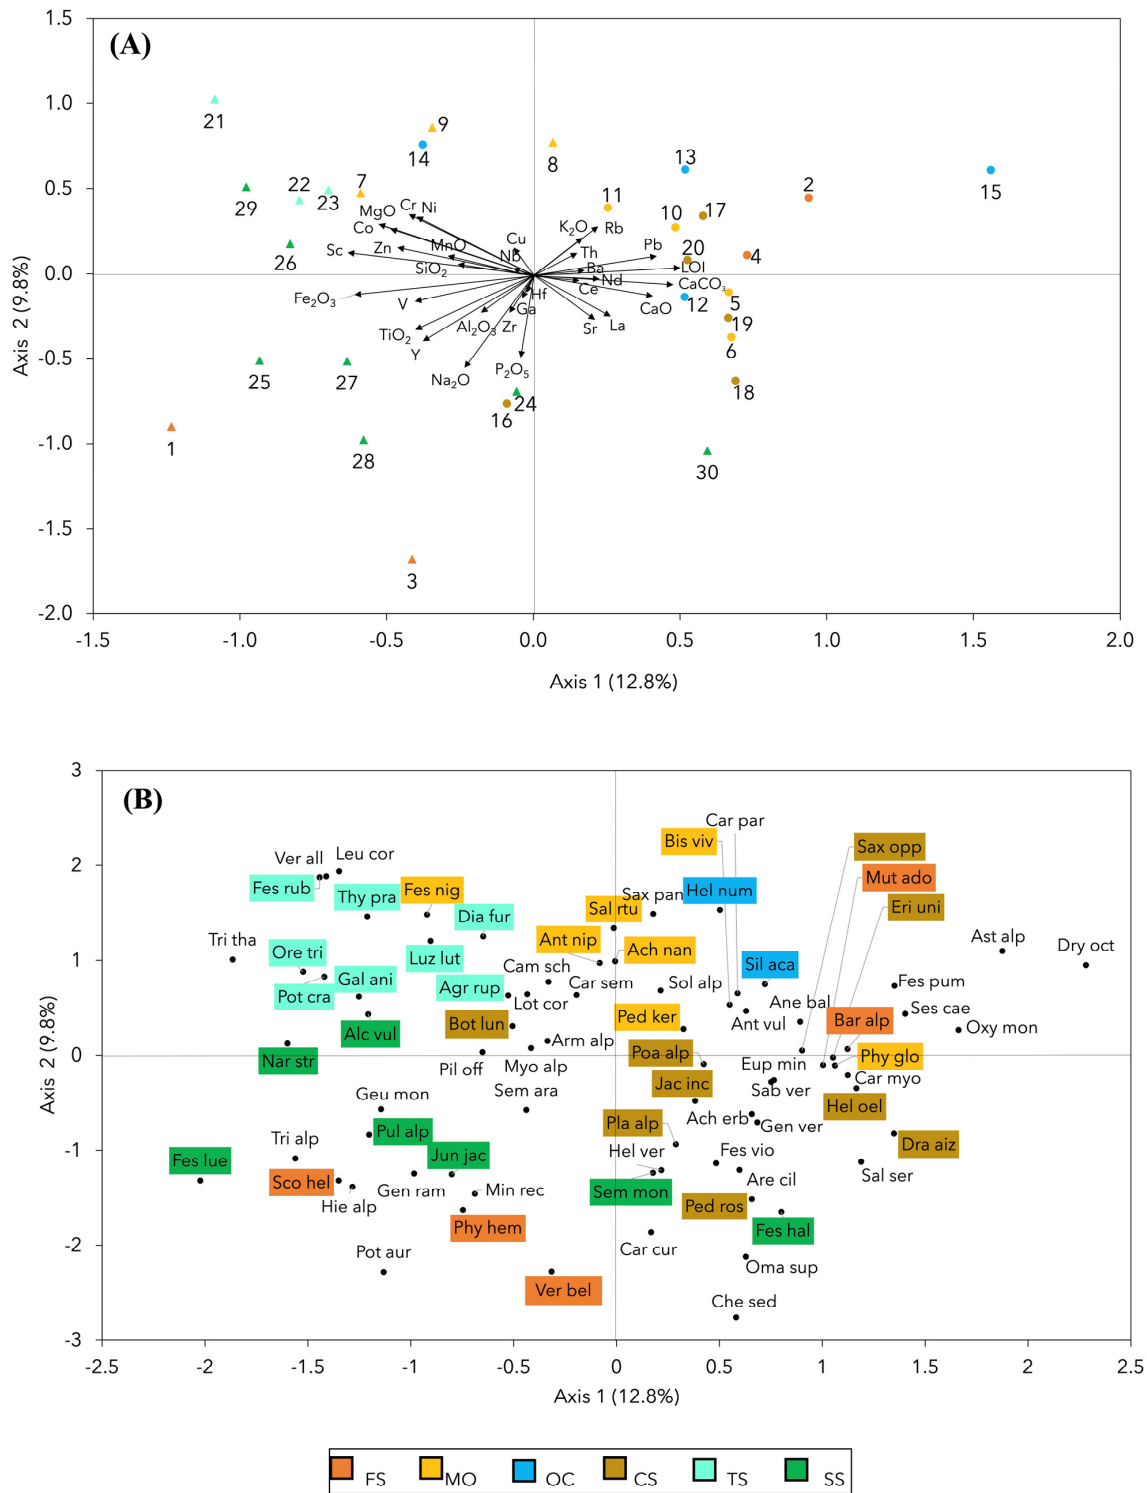 (A)
1.5
1.0
0.5
0.0
-0.5
-1.0
-1.5
-2.0
Axis 2 (9.8%)
-1.5
-1.0
-0.5
0.0
0.5
1.0
1.5
2.0
Axis 1 (12.8%)
21
9
14
8
13
2
15
22
23
7
11
10
17
29
26
20
4
12
5
19
6
18
25
27
24
16
1
28
30
3
MgO
Cr
Ni
Co
Zn
MnO
Sc
SiO2
Cu
Nb
K2O
Rb
Th
Pb
Ba
LOI
Nd
CaCO3
Ce
Hf
Fe2O3
V
Ga
CaO
TiO2
Al2O3
Zr
Sr
La
Y
Na2O
P2O5
(B)
3
2
1
0
-1
-2
-3
Axis 2 (9.8%)
-2.5
-2
-1.5
-1
-0.5
0
0.5
1
1.5
2
2.5
Axis 1 (12.8%)
Car par
Bis viv
Sax opp
Ver all
Leu cor
Mut ado
Fes rub
Thy pra
Fes nig
Sax pan
Hel num
Eri uni
Sal rtu
Dia fur
Tri tha
Ant nip
Ach nan
Ast alp
Dry oct
Ore tri
Luz lut
Cam sch
Sil aca
Gal ani
Pot cra
Agr rup
Car sem
Sol alp
Fes pum
Lot cor
Ane bal
Ses cae
Alc vul
Bot lun
Ped ker
Ant vul
Bar alp
Oxy mon
Arm alp
Nar str
Pil off
Myo alp
Poa alp
Eup min
Phy glo
Car myo
Geu mon
Sem ara
Jac inc
Sab ver
Hel oel
Pul alp
Pla alp
Ach erb
Gen ver
Tri alp
Jun jac
Hel ver
Fes vio
Dra aiz
Fes lue
Sco hel
Gen ram
Min rec
Sem mon
Are cil
Sal ser
Hie alp
Phy hem
Ped ros
Fes hal
Pot aur
Car cur
Oma sup
Ver bel
Che sed
FS
MO
OC
CS
TS
SS